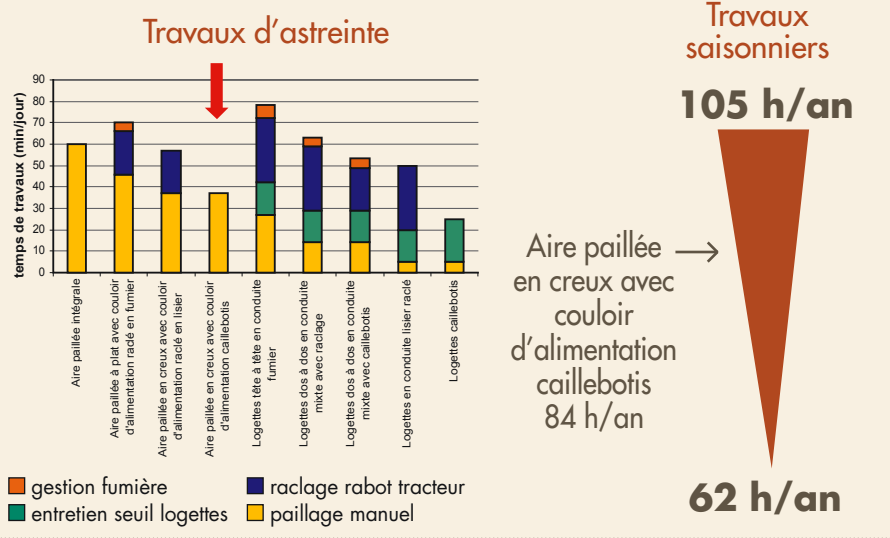 Travaux d'astreinte
temps de travaux (min/jour)
90
80
70
60
50
40
30
20
10
0
Aire paillée intégrale
Aire paillée à plat avec couloir
d'alimentation raclé en fumier
Aire paillée en creux avec couloir
d'alimentation raclé en lisier
Aire paillée en creux avec couloir
d'alimentation caillebotis
Logettes tête à tête en conduite
fumier
Logettes dos à dos en conduite
mixte avec raclage
Logettes dos à dos en conduite
mixte avec caillebotis
Logettes en conduite lisier raclé
Logettes caillebotis
gestion fumière
raclage rabot tracteur
entretien seuil logettes
paillage manuel
Travaux
saisonniers
105 h/an
Aire paillée
en creux avec
couloir
d'alimentation
caillebotis
84 h/an
62 h/an